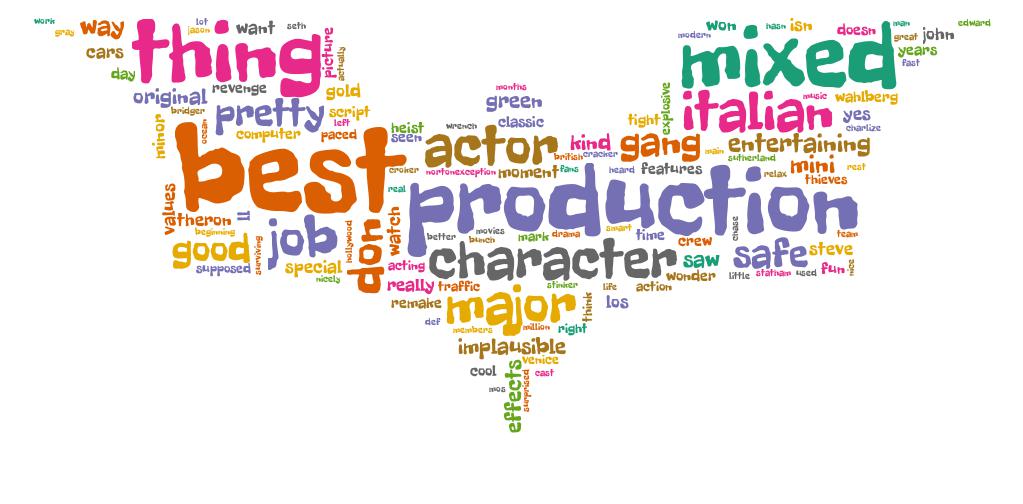 work
gray
way
lot
jason
want
seth
cars
thing
picture
actually
day
revenge
original
gold
bridger
pretty
script
left
minor
ocean
computer
paced
heist
seen
best
croker
real
values
theron
ll
beginning
good
job
surviving
supposed
special
nicely
hollywood
don
watch
months
green
classic
wrench
actor
kind
british
cracker
nortonexception
moment
fans
heard
features
production
better
movies
bunch
mark
drama
smart
time
character
crew
saw
acting
really
traffic
stinker
life
action
wonder
remake
major
think
los
def
members
million
right
implausible
venice
cool
cast
mos
effects
surprised
won
modern
hasn
isn
doesn
man
great
john
edward
years
fast
mixed
explosive
tight
italian
music
wahlberg
yes
charlize
gang
main
entertaining
sutherland
mini
rest
relax
thieves
chase
team
safe
steve
little
statham
used
fun
nice